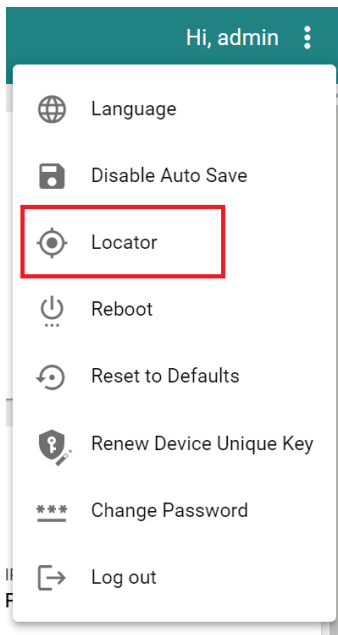 Hi, admin
Language
Disable Auto Save
Locator
Reboot
Reset to Defaults
Renew Device Unique Key
***
Change Password
Log out